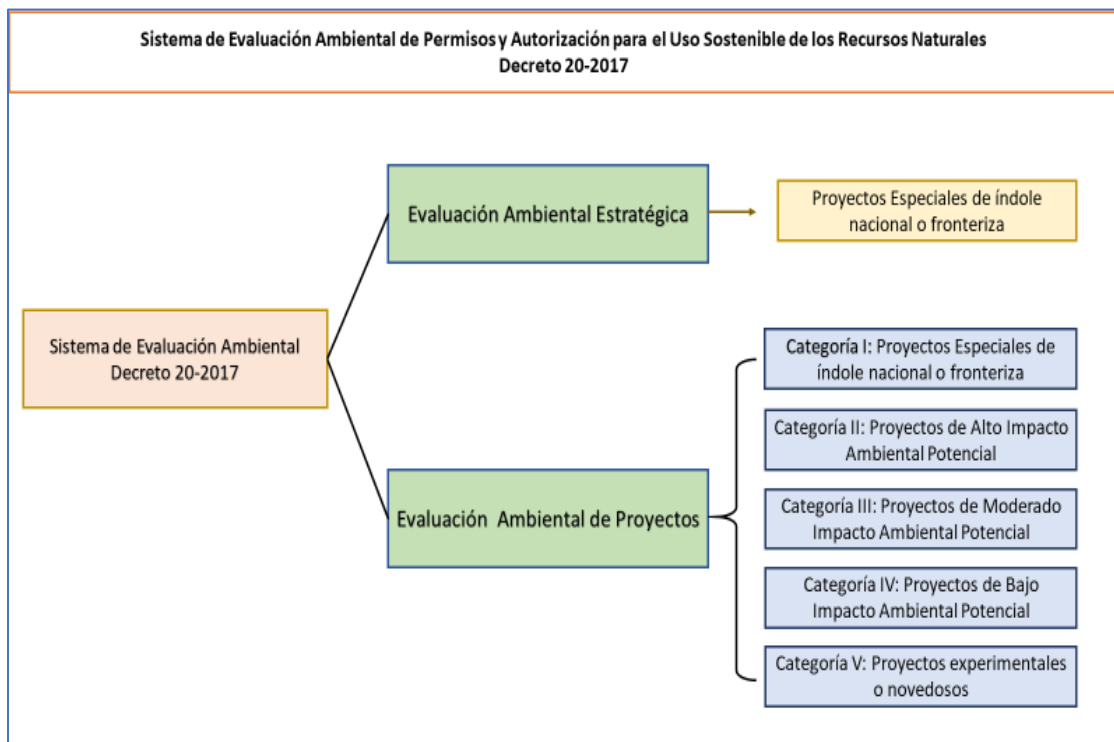 Sistema de Evaluación Ambiental de Permisos y Autorización para el Uso Sostenible de los Recursos Naturales
Decreto 20-2017
Evaluación Ambiental Estratégica
Proyectos Especiales de índole
nacional o fronteriza
Sistema de Evaluación Ambiental
Decreto 20-2017
Evaluación Ambiental de Proyectos
Categoría I: Proyectos Especiales de
índole nacional o fronteriza
Categoría II: Proyectos de Alto Impacto
Ambiental Potencial
Categoría III: Proyectos de Moderado
Impacto Ambiental Potencial
Categoría IV: Proyectos de Bajo
Impacto Ambiental Potencial
Categoría V: Proyectos experimentales
o novedosos